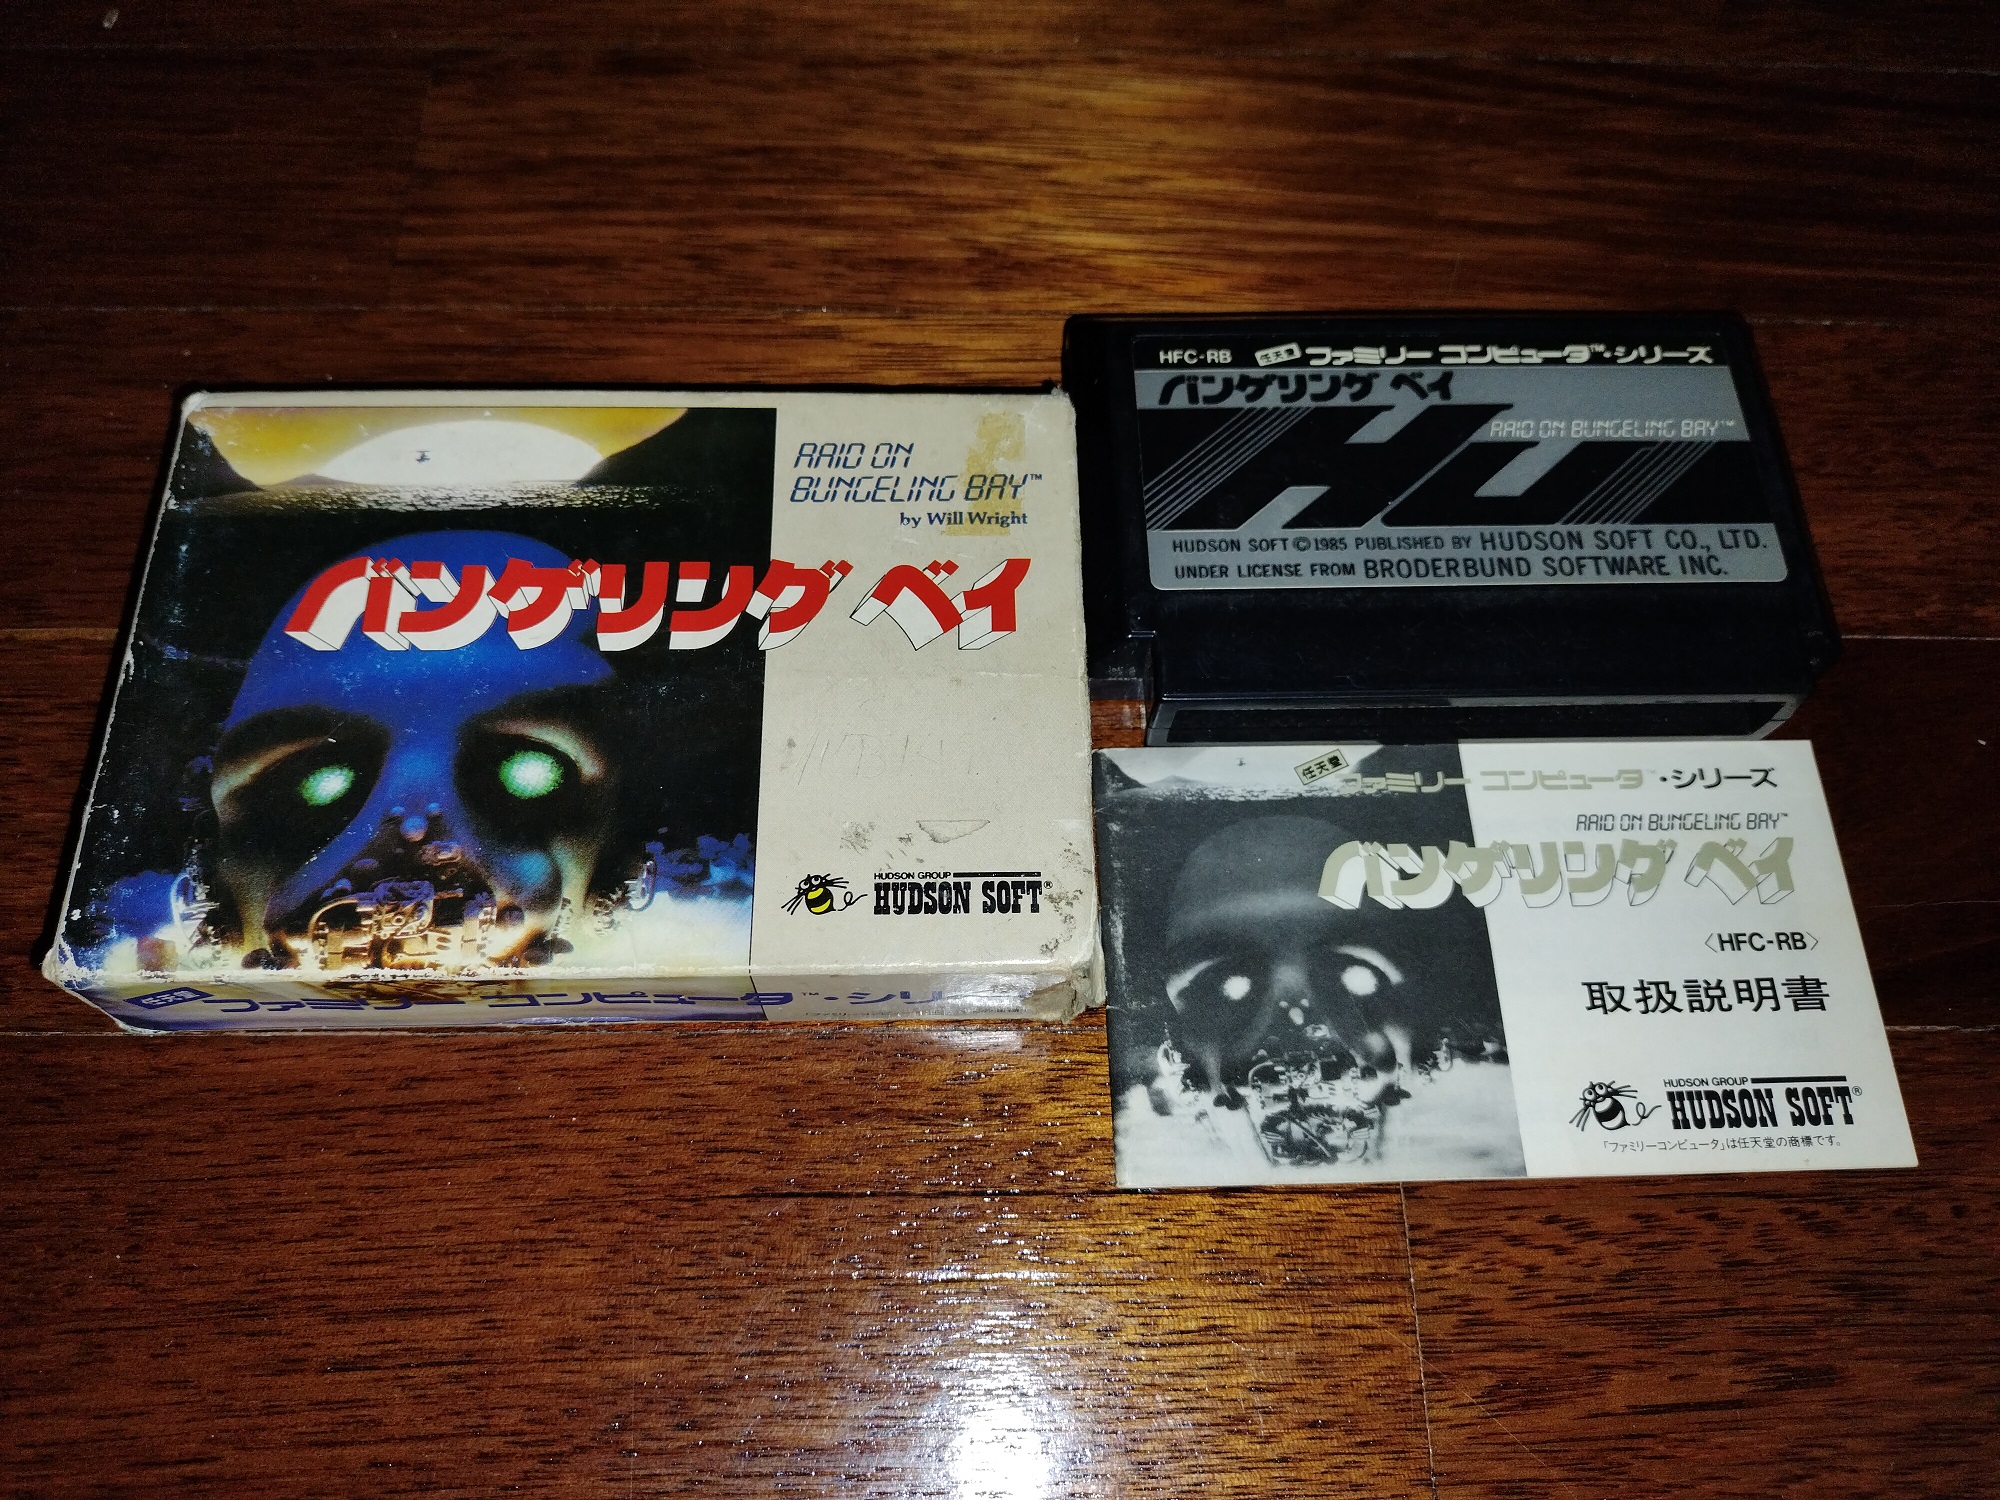 RAID ON
BUNGELING BAY™
by Will Wright
バンゲリング ベイ
HUDSON GROUP
HUDSON SOFT®
任天堂 ファミリー コンピュータ™・シリ
HFC-RB 任天堂 ファミリー コンピュータ™・シリーズ
バンゲリング ベイ
RAID ON BUNGELING BAY™
HU
HUDSON SOFT © 1985 PUBLISHED BY HUDSON SOFT CO., LTD.
UNDER LICENSE FROM BRODERBUND SOFTWARE INC.
任天堂 ファミリー コンピュータ™・シリーズ
RAID ON BUNGELING BAY™
バンゲリング ベイ
〈HFC-RB〉
取扱説明書
HUDSON GROUP
HUDSON SOFT®
「ファミリーコンピュータ」は任天堂の商標です。